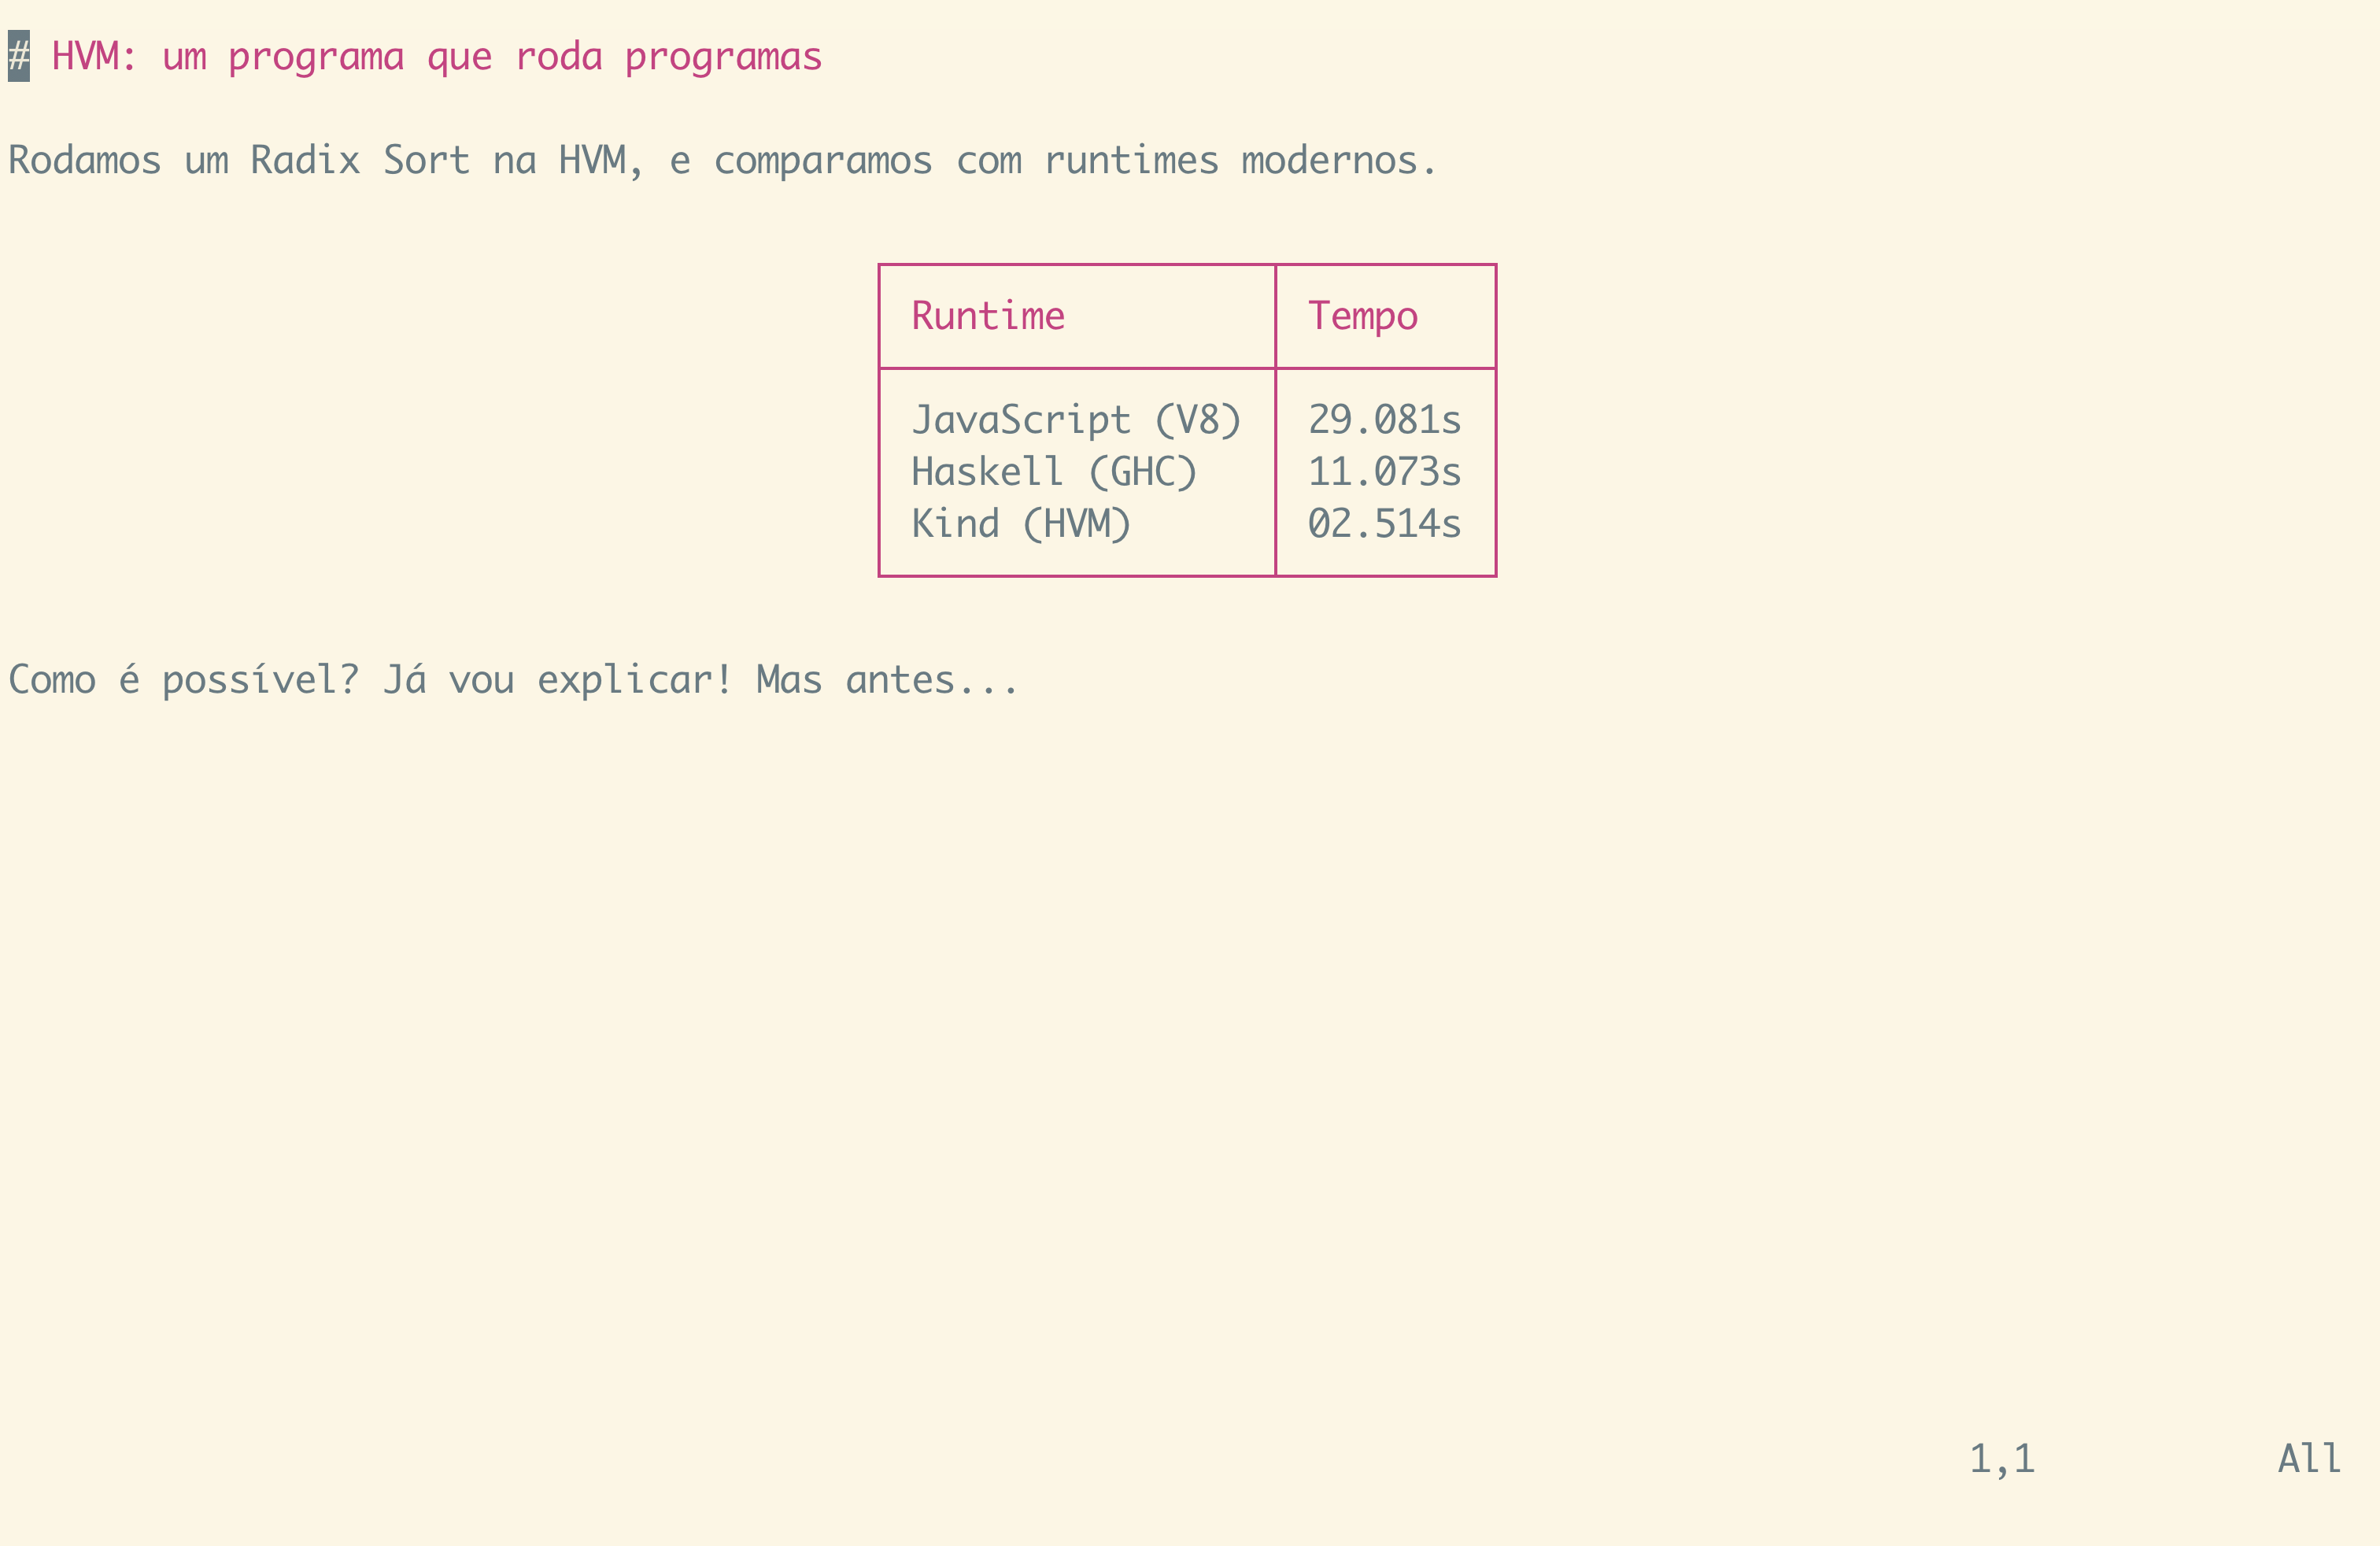 # HVM: um programa que roda programas
Rodamos um Radix Sort na HVM, e comparamos com runtimes modernos.
Runtime Tempo
JavaScript (V8) 29.081s
Haskell (GHC) 11.073s
Kind (HVM) 02.514s
Como é possível? Já vou explicar! Mas antes...
1,1 All